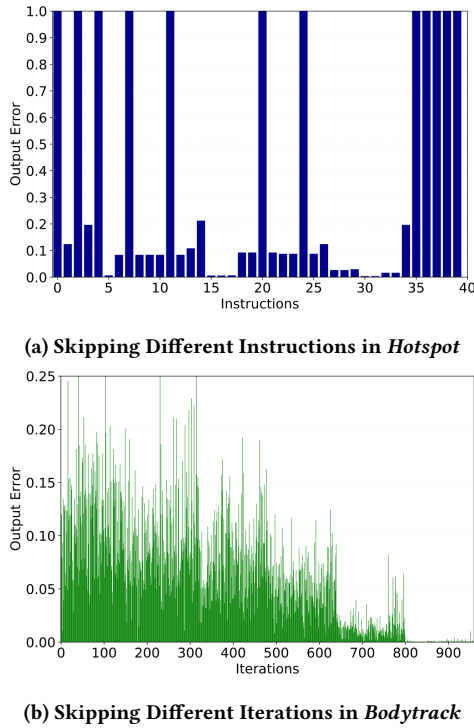 1.0
0.9
0.8
0.7
0.6
0.5
0.4
0.3
0.2
0.1
0.0
Output Error
0 5 10 15 20 25 30 35 40
Instructions
(a) Skipping Different Instructions in Hotspot
0.25
0.20
0.15
0.10
0.05
0.00
Output Error
0 100 200 300 400 500 600 700 800 900
Iterations
(b) Skipping Different Iterations in Bodytrack